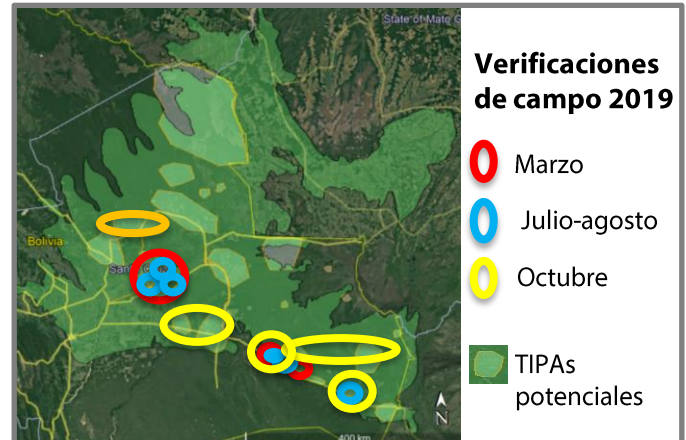 State of Mato G
Bolivia
Verificaciones
de campo 2019
Marzo
Julio-agosto
Octubre
TIPAs
potenciales
N
400 km